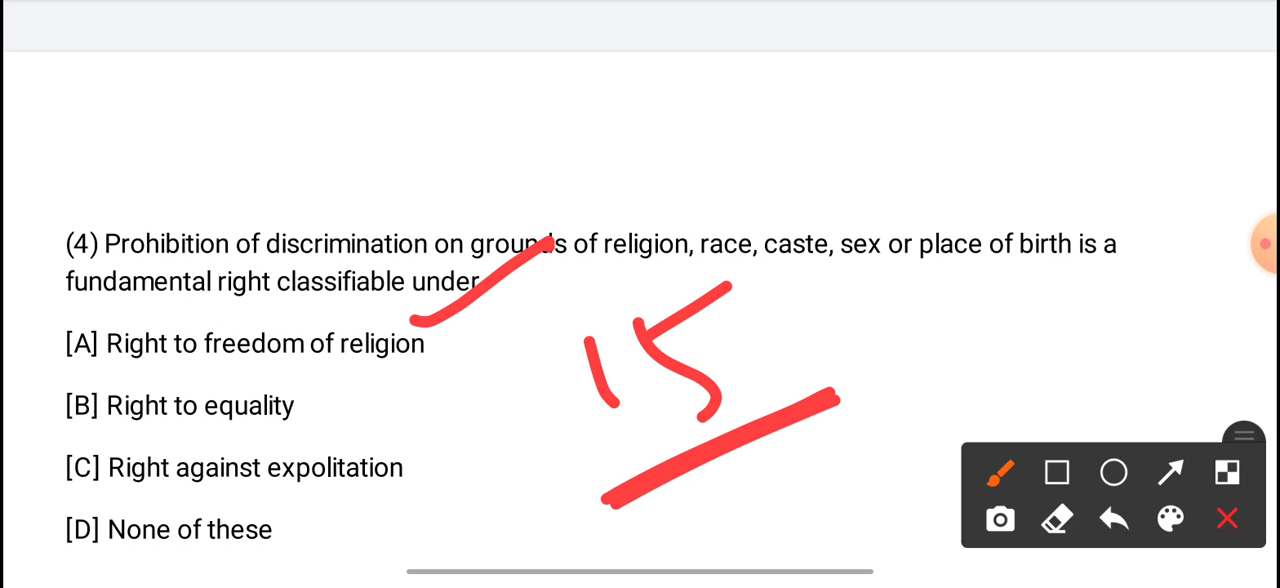 (4) Prohibition of discrimination on grounds of religion, race, caste, sex or place of birth is a
fundamental right classifiable under
[A] Right to freedom of religion
15
[B] Right to equality
[C] Right against expolitation
[D] None of these